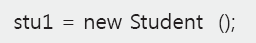 stu1 = new Student  ();